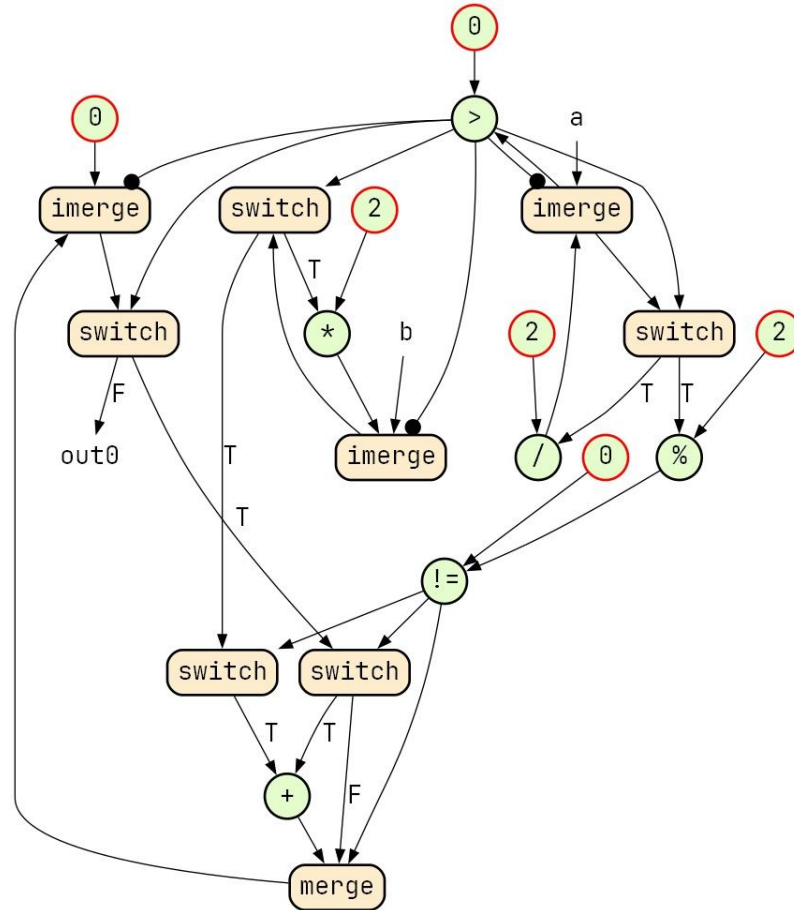 0
0
>
a
imerge
switch
2
imerge
T
switch
*
b
2
switch
2
F
T
T
out0
T
imerge
/
0
%
T
!=
switch
switch
T
T
+
F
merge